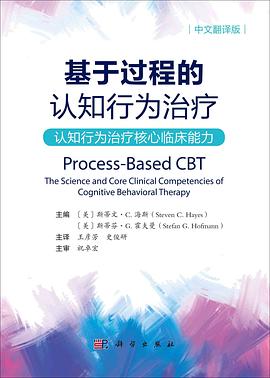 中文翻译版
基于过程的
认知行为治疗
认知行为治疗核心临床能力
Process-Based CBT
The Science and Core Clinical Competencies of
Cognitive Behavioral Therapy
主编 〔美〕斯蒂文·C. 海斯 (Steven C. Hayes)
〔美〕斯蒂芬·G. 霍夫曼 (Stefan G. Hofmann)
主译 王彦芳 史俊研
主审 祝卓宏
科学出版社